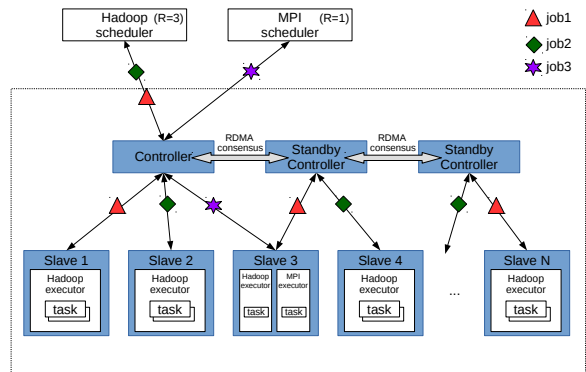 Hadoop (R=3)
scheduler
MPI (R=1)
scheduler
job1
job2
job3
Controller
RDMA
consensus
Standby
Controller
RDMA
consensus
Standby
Controller
Slave 1
Hadoop
executor
task
Slave 2
Hadoop
executor
task
Slave 3
Hadoop
executor
task
MPI
executor
task
Slave 4
Hadoop
executor
task
...
Slave N
Hadoop
executor
task